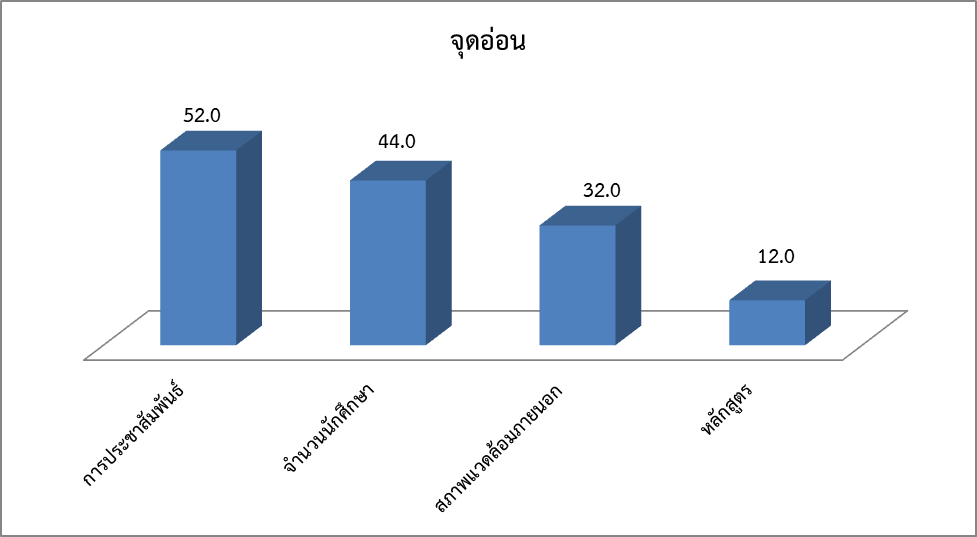 จุดอ่อน
52.0
44.0
32.0
12.0
การประชาสัมพันธ์
จำนวนนักศึกษา
สภาพแวดล้อมภายนอก
หลักสูตร